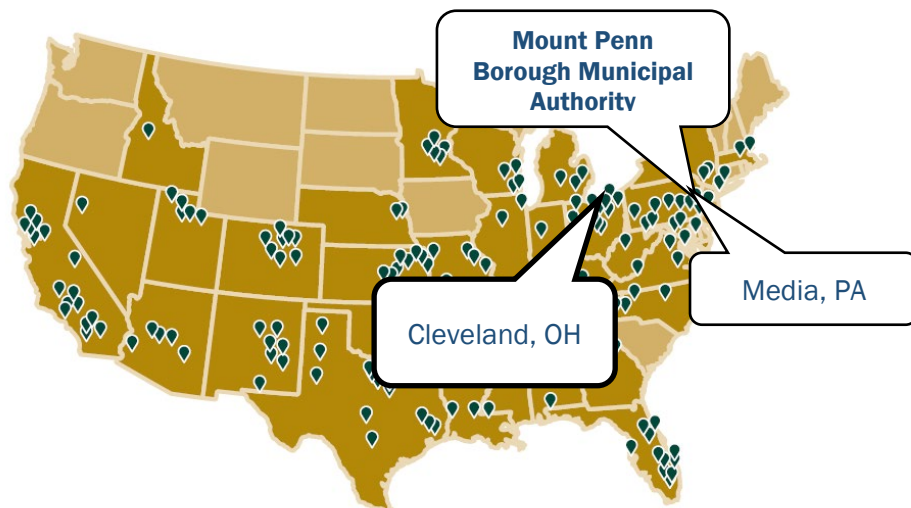 Mount Penn
Borough Municipal
Authority
Media, PA
Cleveland, OH